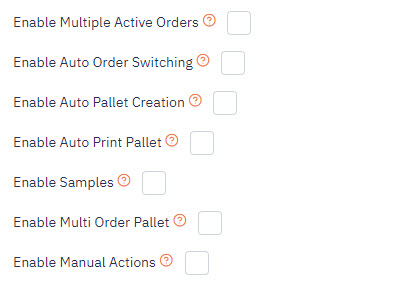 Enable Multiple Active Orders ?
Enable Auto Order Switching ?
Enable Auto Pallet Creation ?
Enable Auto Print Pallet ?
Enable Samples ?
Enable Multi Order Pallet ?
Enable Manual Actions ?